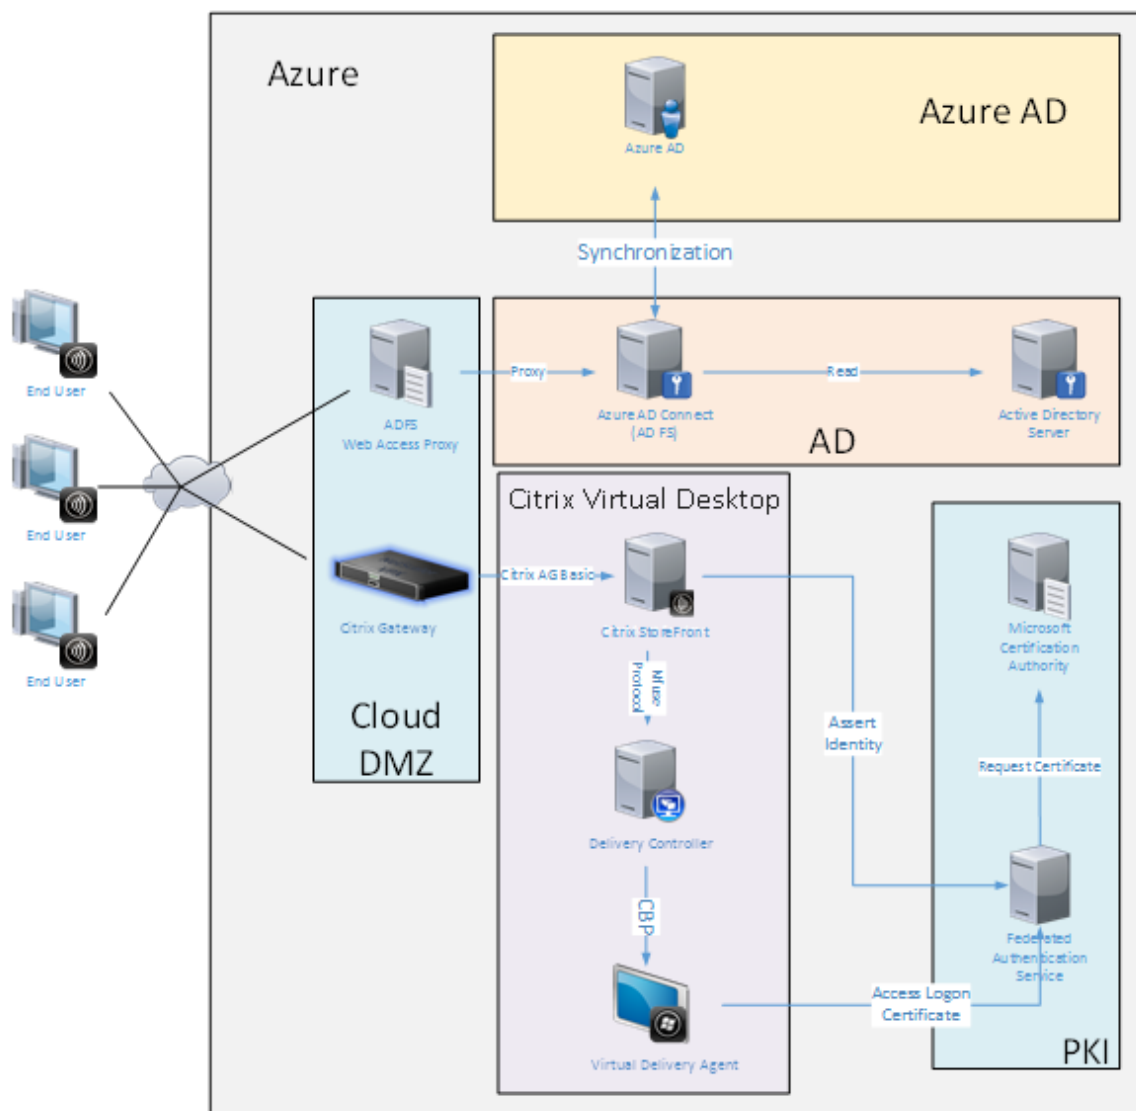 Azure
Azure AD
Azure AD
Synchronization
End User
ADFS
Web Access Proxy
Proxy
Azure AD Connect
(AD FS)
Read
Active Directory
Server
AD
End User
Citrix Virtual Desktop
Citrix AG Basic
Citrix Gateway
Citrix StoreFront
Microsoft
Certification
Authority
End User
Nfuse
Protocol
Cloud
DMZ
Assert
Identity
Request Certificate
Delivery Controller
CBP
Federated
Authentication
Service
Access Logon
Certificate
Virtual Delivery Agent
PKI